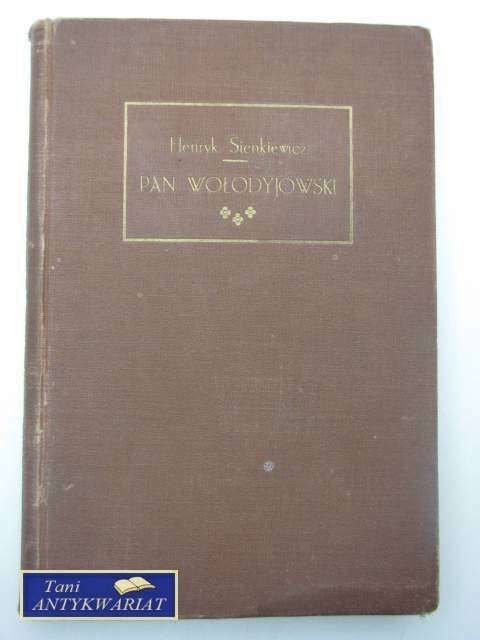 Henryk Sienkiewicz
PAN WOŁODYJOWSKI
Tani
ANTYKWARIAT